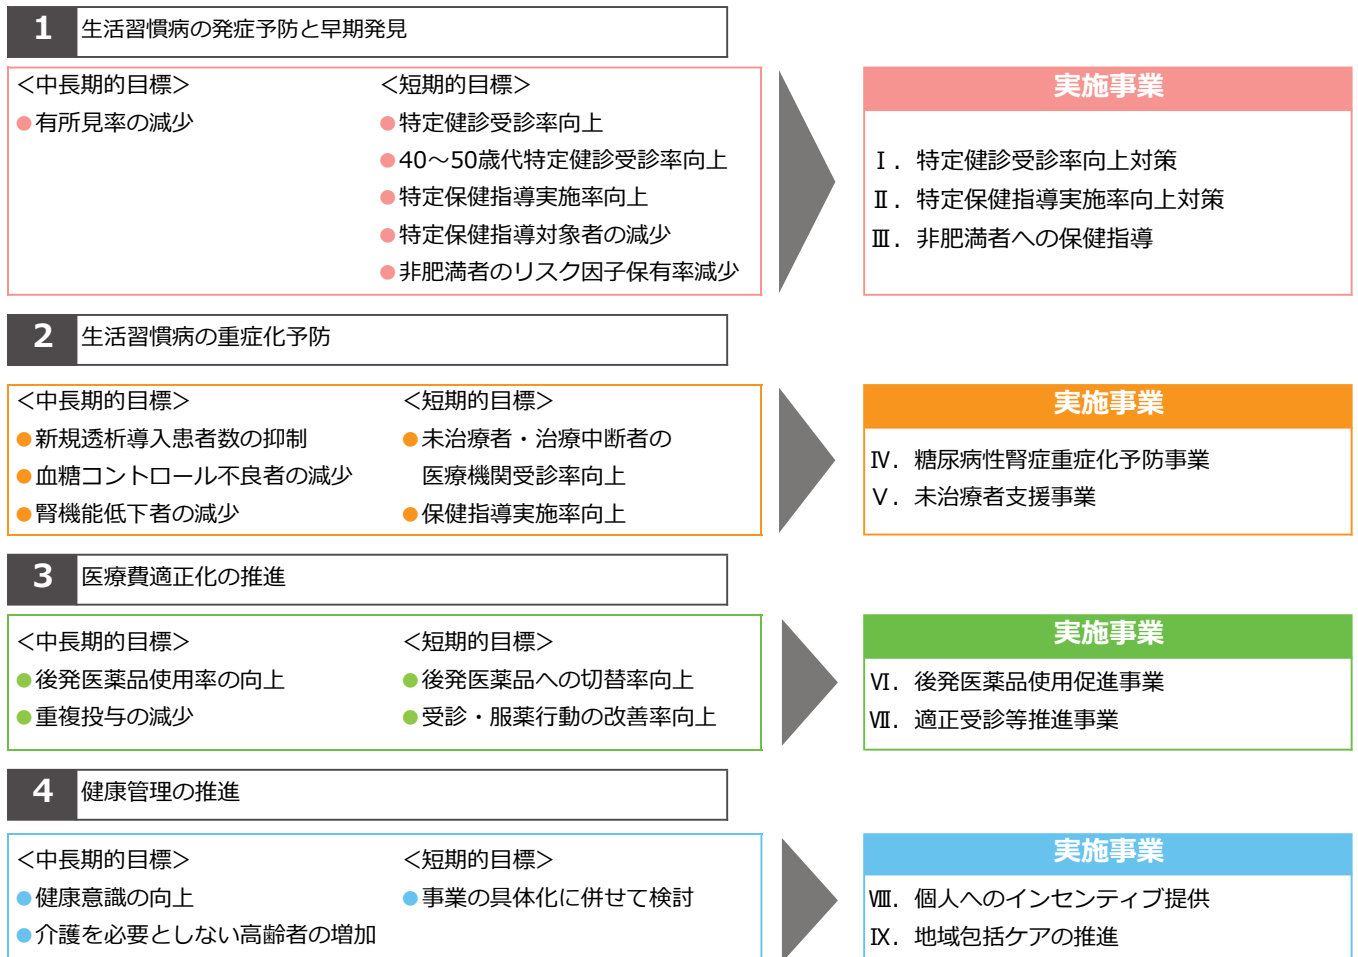 1 生活習慣病の発症予防と早期発見
＜中長期的目標＞
●有所見率の減少
＜短期的目標＞
●特定健診受診率向上
●40～50歳代特定健診受診率向上
●特定保健指導実施率向上
●特定保健指導対象者の減少
●非肥満者のリスク因子保有率減少
実施事業
Ⅰ．特定健診受診率向上対策
Ⅱ．特定保健指導実施率向上対策
Ⅲ．非肥満者への保健指導
2 生活習慣病の重症化予防
＜中長期的目標＞
●新規透析導入患者数の抑制
●血糖コントロール不良者の減少
●腎機能低下者の減少
＜短期的目標＞
●未治療者・治療中断者の
医療機関受診率向上
●保健指導実施率向上
実施事業
Ⅳ．糖尿病性腎症重症化予防事業
Ⅴ．未治療者支援事業
3 医療費適正化の推進
＜中長期的目標＞
●後発医薬品使用率の向上
●重複投与の減少
＜短期的目標＞
●後発医薬品への切替率向上
●受診・服薬行動の改善率向上
実施事業
Ⅵ．後発医薬品使用促進事業
Ⅶ．適正受診等推進事業
4 健康管理の推進
＜中長期的目標＞
●健康意識の向上
●介護を必要としない高齢者の増加
＜短期的目標＞
●事業の具体化に併せて検討
実施事業
Ⅷ．個人へのインセンティブ提供
Ⅸ．地域包括ケアの推進